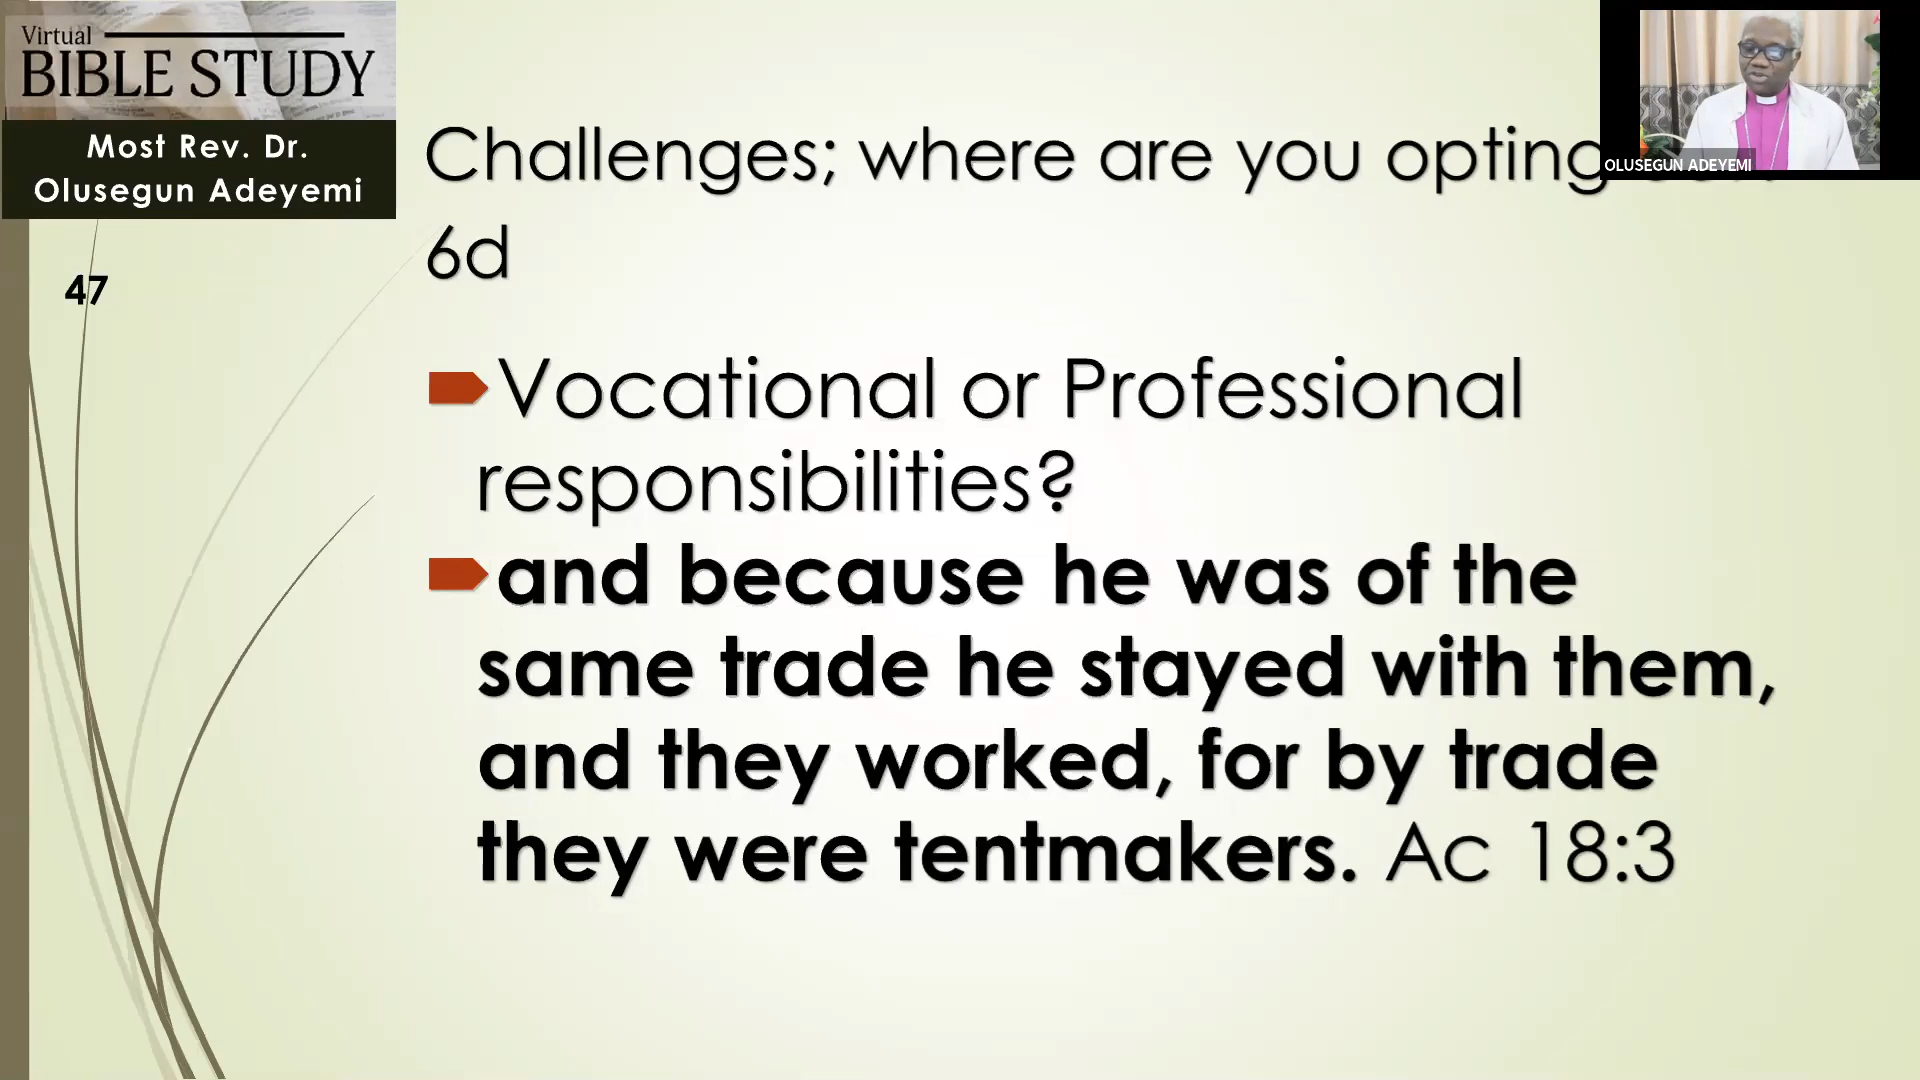 Virtual
BIBLE STUDY
Most Rev. Dr.
Olusegun Adeyemi
OLUSEGUN ADEYEMI
Challenges; where are you opting
6d
47
Vocational or Professional
responsibilities?
and because he was of the
same trade he stayed with them,
and they worked, for by trade
they were tentmakers. Ac 18:3